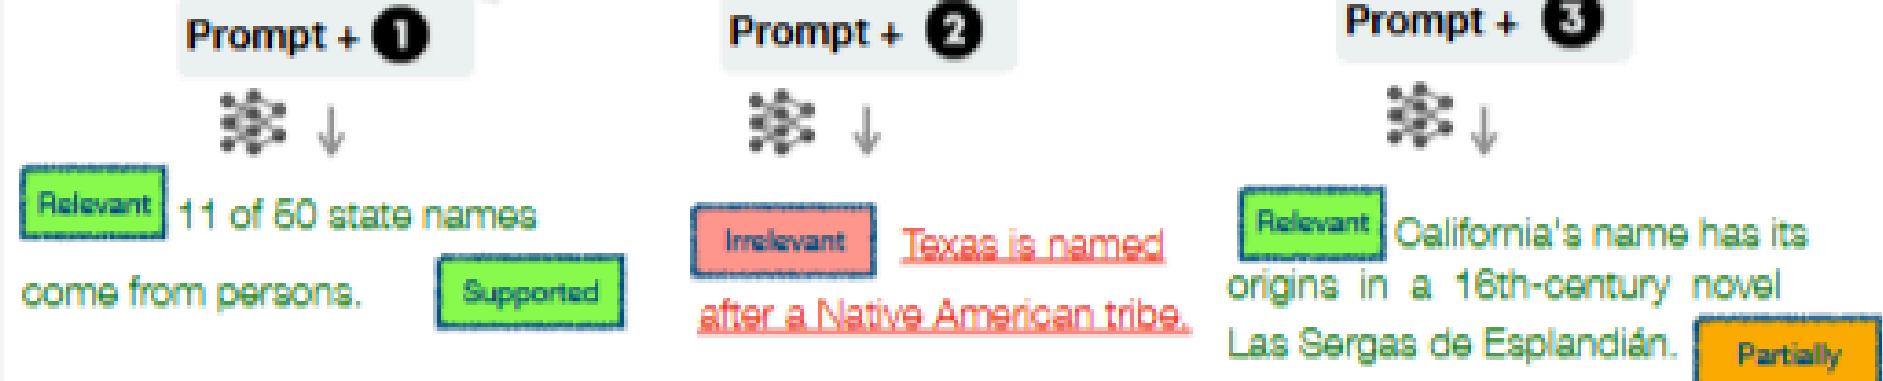 Prompt + 1
Relevant 11 of 50 state names
come from persons. Supported
Prompt + 2
Irrelevant Texas is named
after a Native American tribe.
Prompt + 3
Relevant California's name has its
origins in a 16th-century novel
Las Sergas de Esplandián. Partially